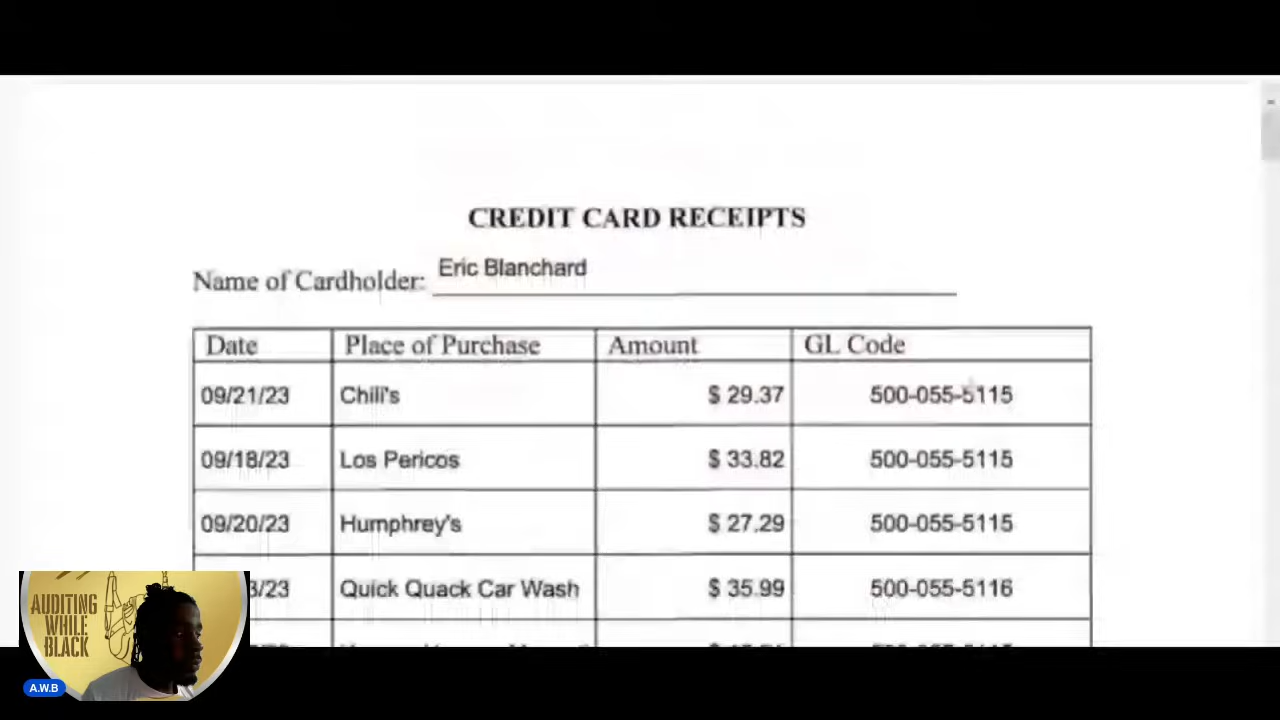 CREDIT CARD RECEIPTS
Name of Cardholder: Eric Blanchard
Date Place of Purchase Amount GL Code
09/21/23 Chili's $ 29.37 500-055-5115
09/18/23 Los Pericos $ 33.82 500-055-5115
09/20/23 Humphrey's $ 27.29 500-055-5115
3/23 Quick Quack Car Wash $ 35.99 500-055-5116
AUDITING
WHILE
BLACK
A.W.B